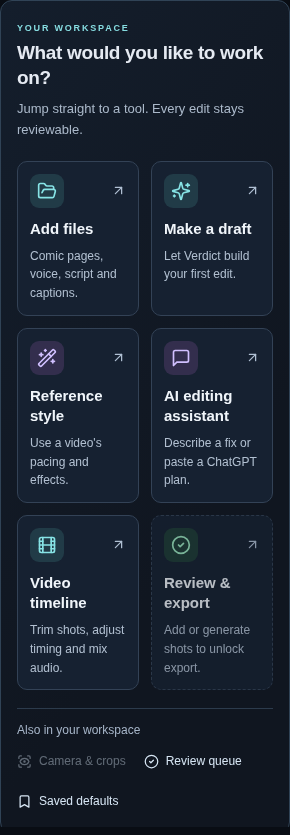 YOUR WORKSPACE
What would you like to work
on?
Jump straight to a tool. Every edit stays
reviewable.
Add files
Comic pages,
voice, script and
captions.
Make a draft
Let Verdict build
your first edit.
Reference
style
Use a video's
pacing and
effects.
AI editing
assistant
Describe a fix or
paste a ChatGPT
plan.
Video
timeline
Trim shots, adjust
timing and mix
audio.
Review &
export
Add or generate
shots to unlock
export.
Also in your workspace
Camera & crops
Review queue
Saved defaults